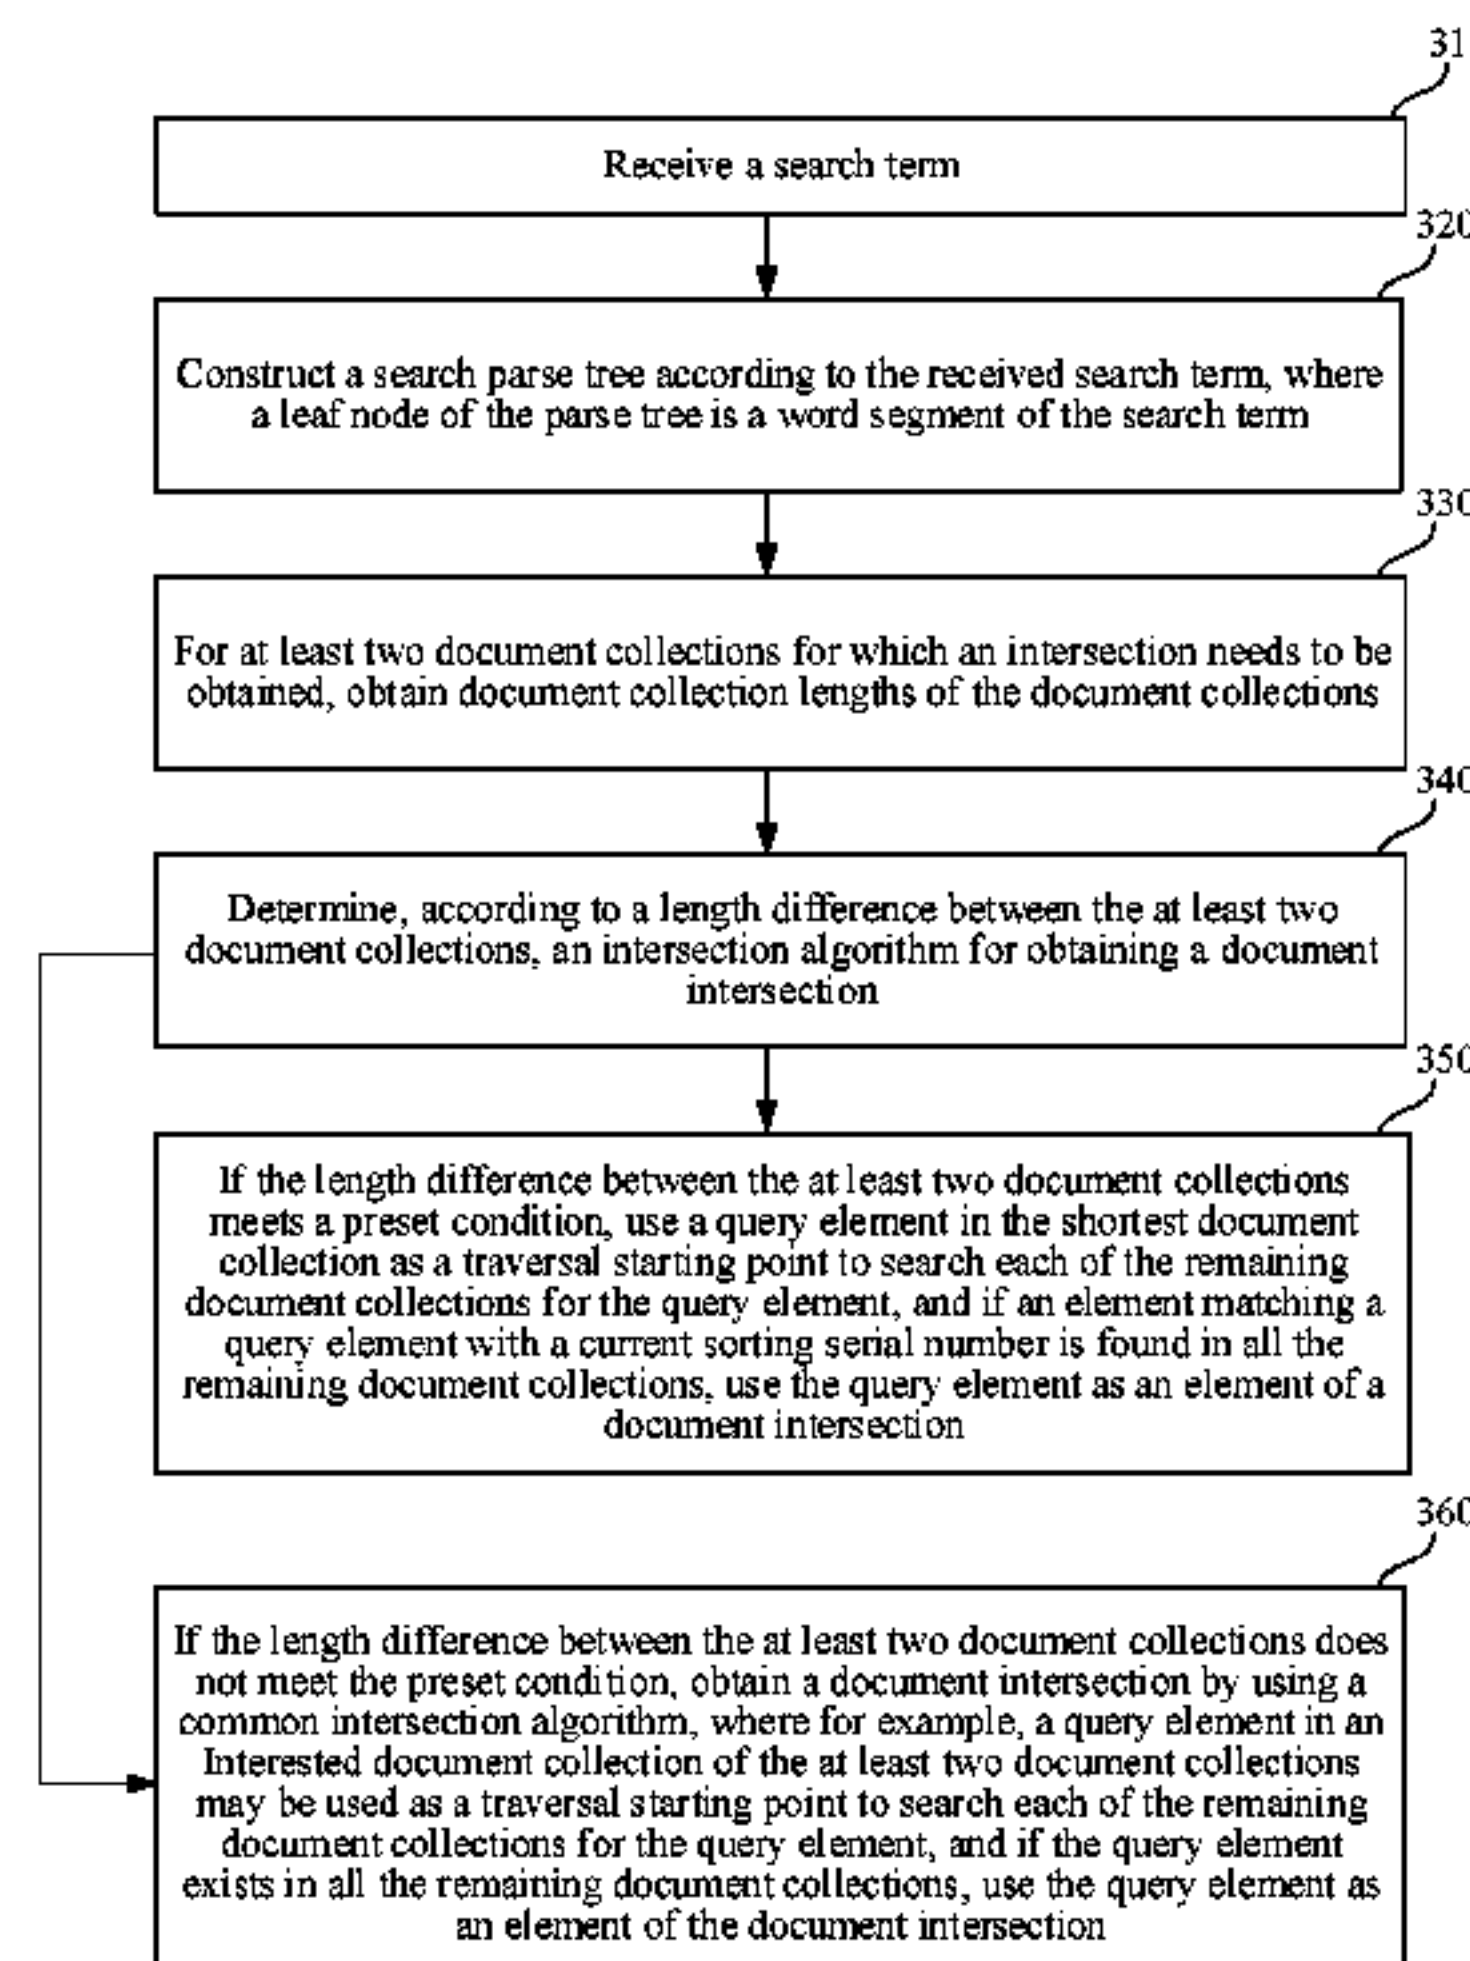 31
Receive a search term
320
Construct a search parse tree according to the received search term, where
a leaf node of the parse tree is a word segment of the search term
330
For at least two document collections for which an intersection needs to be
obtained, obtain document collection lengths of the document collections
340
Determine, according to a length difference between the at least two
document collections, an intersection algorithm for obtaining a document
intersection
350
If the length difference between the at least two document collections
meets a preset condition, use a query element in the shortest document
collection as a traversal starting point to search each of the remaining
document collections for the query element, and if an element matching a
query element with a current sorting serial number is found in all the
remaining document collections, use the query element as an element of a
document intersection
360
If the length difference between the at least two document collections does
not meet the preset condition, obtain a document intersection by using a
common intersection algorithm, where for example, a query element in an
Interested document collection of the at least two document collections
may be used as a traversal starting point to search each of the remaining
document collections for the query element, and if the query element
exists in all the remaining document collections, use the query element as
an element of the document intersection